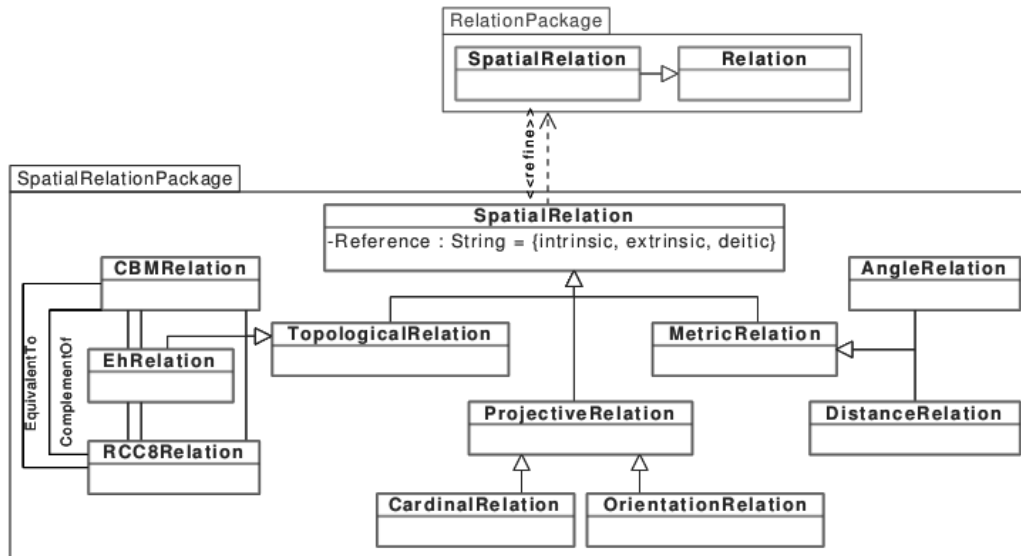 RelationPackage
SpatialRelation
Relation
<<refine>>
SpatialRelationPackage
SpatialRelation
-Reference : String = {intrinsic, extrinsic, deitic}
CBMRelation
AngleRelation
EquivalentTo
ComplementOf
EhRelation
TopologicalRelation
MetricRelation
ProjectiveRelation
DistanceRelation
RCC8Relation
CardinalRelation
OrientationRelation